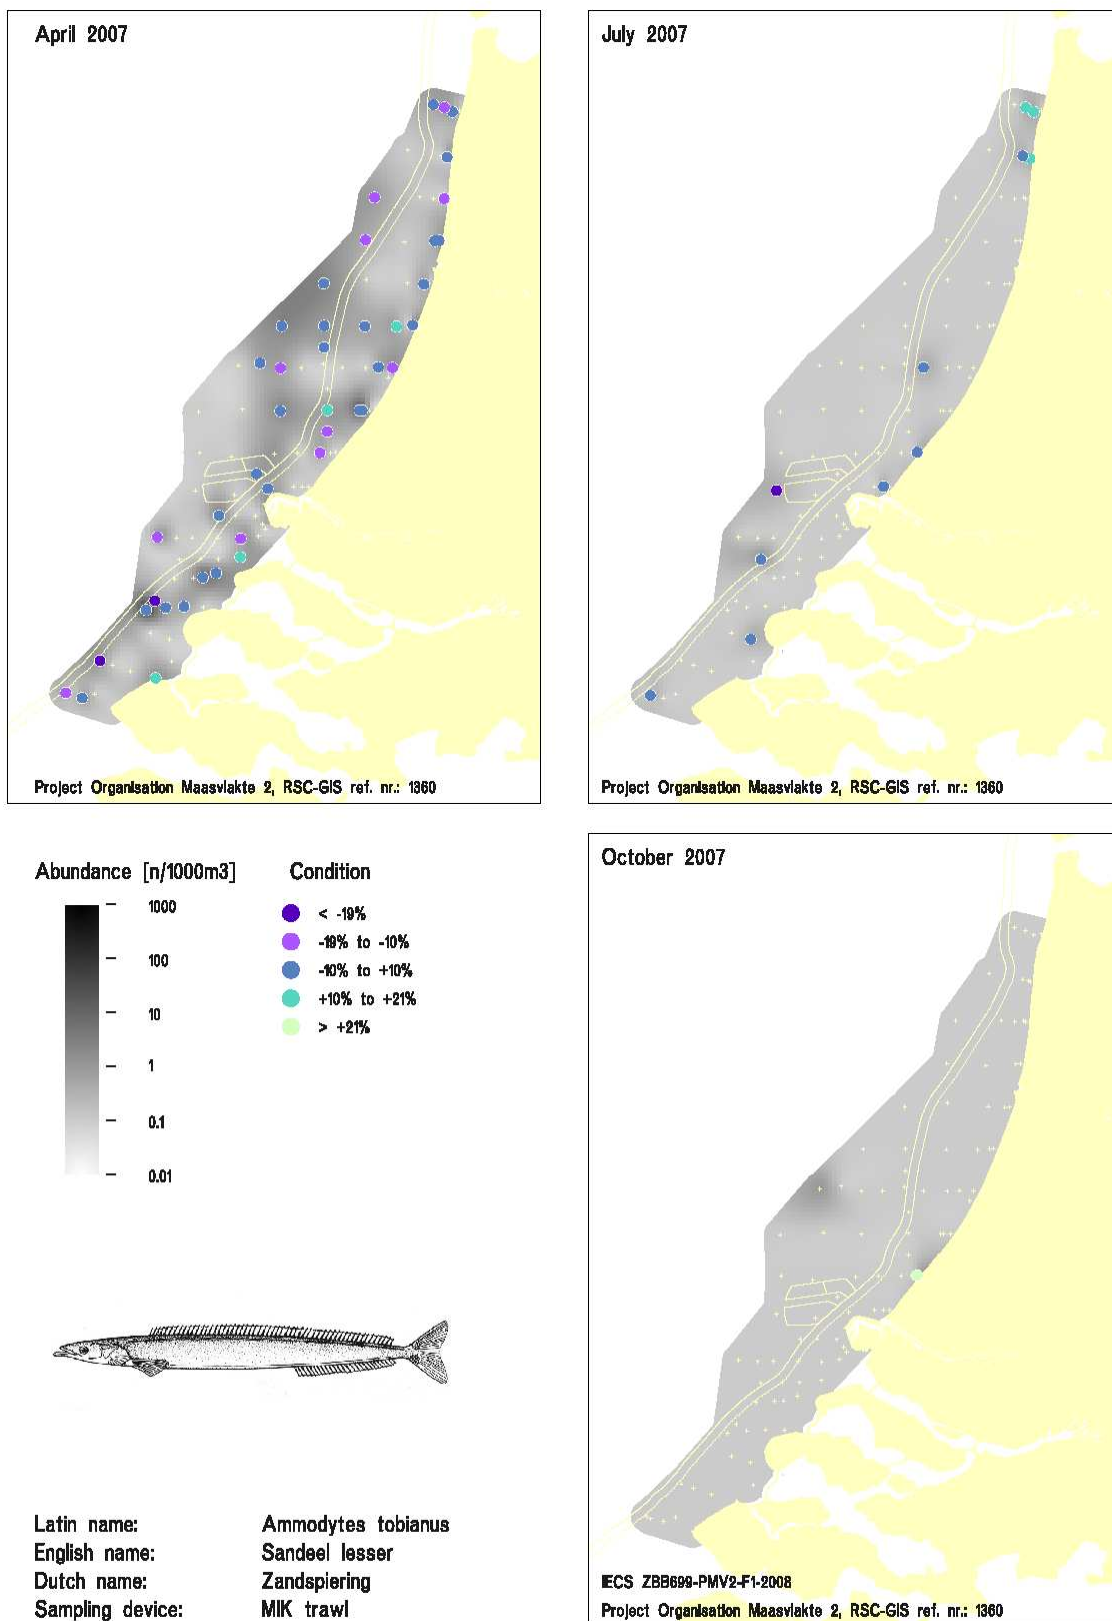 April 2007
Project Organisation Maasvlakte 2, RSC-GIS ref. nr.: 1360
July 2007
Project Organisation Maasvlakte 2, RSC-GIS ref. nr.: 1360
Abundance [n/1000m3]
1000
100
10
1
0.1
0.01
Condition
< -19%
-19% to -10%
-10% to +10%
+10% to +21%
> +21%
October 2007
IECS ZBB699-PMV2-F1-2008
Project Organisation Maasvlakte 2, RSC-GIS ref. nr.: 1360
Latin name: Ammodytes tobianus
English name: Sandeel lesser
Dutch name: Zandspiering
Sampling device: MIK trawl